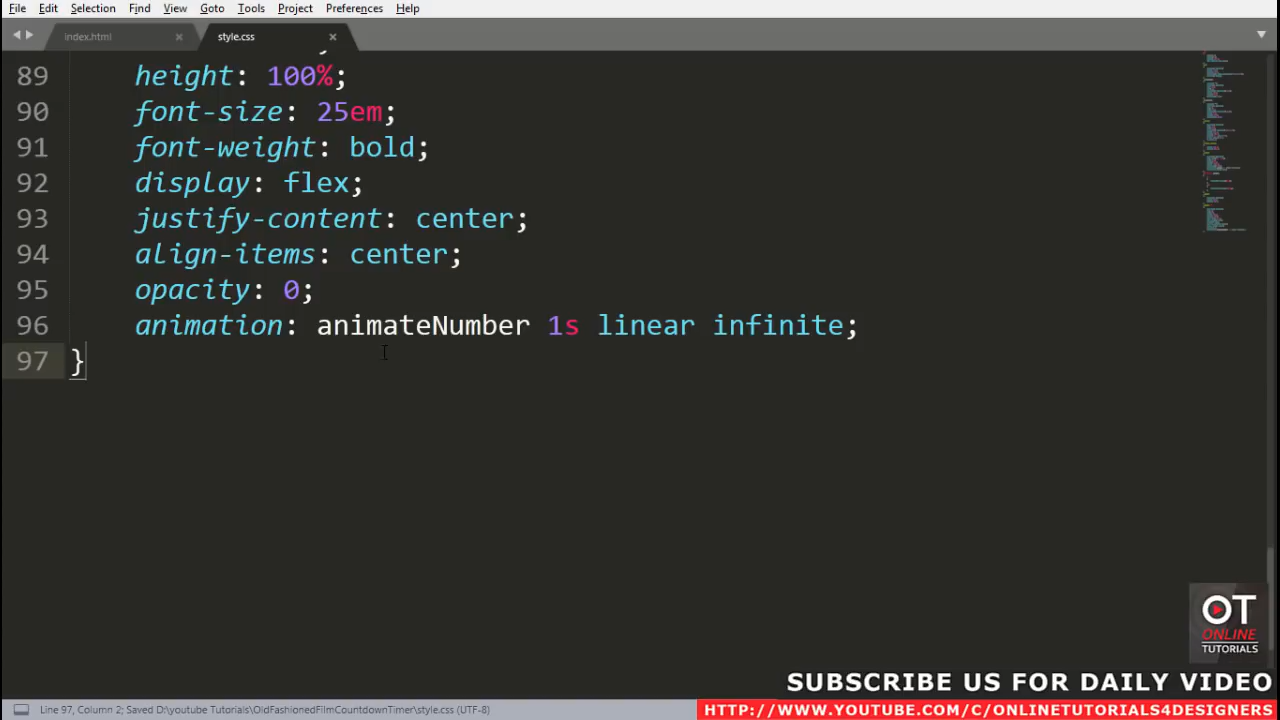 File Edit Selection Find View Goto Tools Project Preferences Help
index.html × style.css ×
89 height: 100%;
90 font-size: 25em;
91 font-weight: bold;
92 display: flex;
93 justify-content: center;
94 align-items: center;
95 opacity: 0;
96 animation: animateNumber 1s linear infinite;
97 }
OT
ONLINE
TUTORIALS
SUBSCRIBE US FOR DAILY VIDEO
Line 97, Column 2; Saved D:\youtube Tutorials\OldFashionedFilmCountdownTimer\style.css (UTF-8)
HTTP://WWW.YOUTUBE.COM/C/ONLINETUTORIALS4DESIGNERS